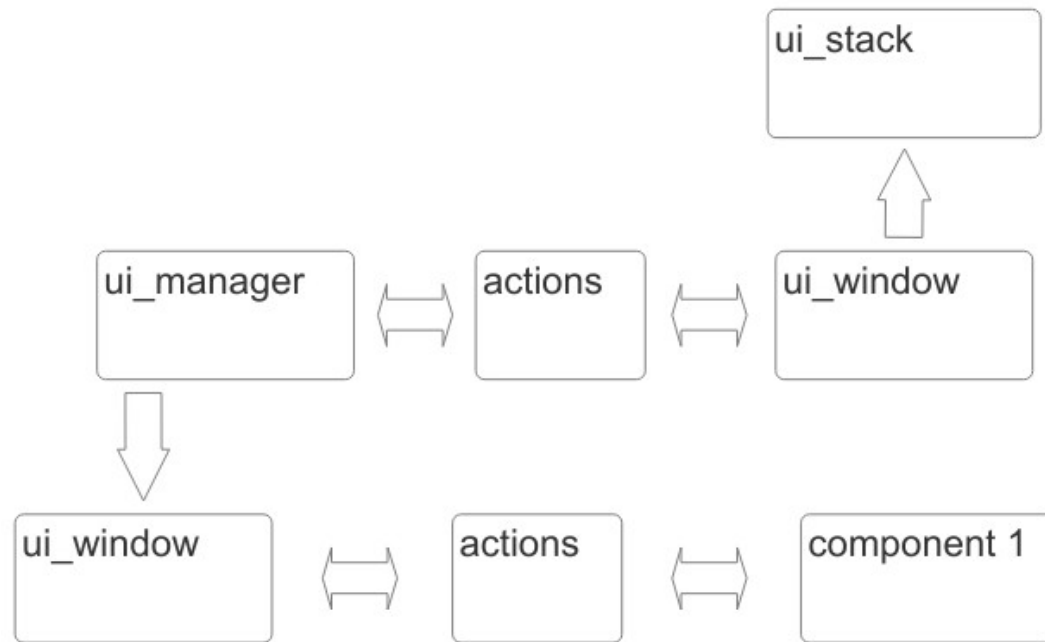 ui_stack
ui_manager
actions
ui_window
ui_window
actions
component 1